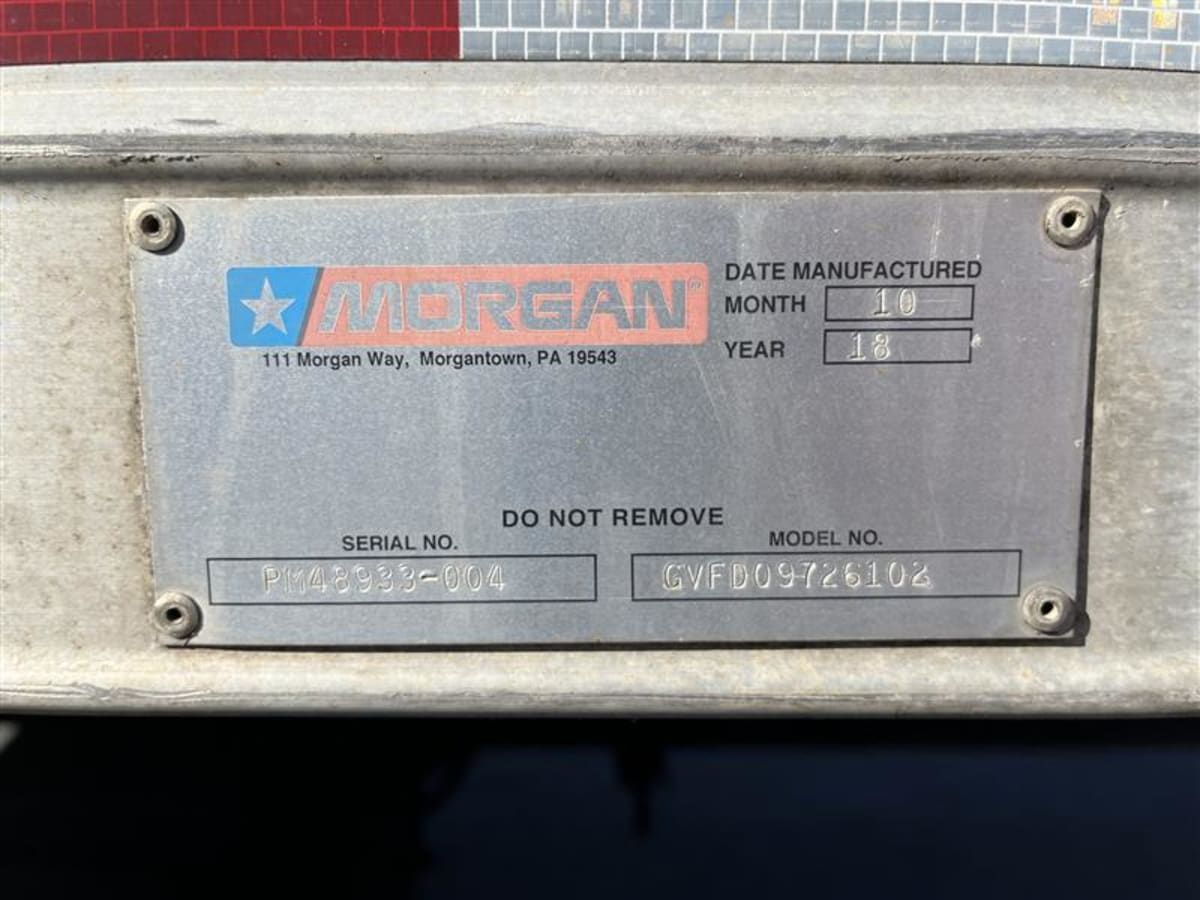 MORGAN®
111 Morgan Way, Morgantown, PA 19543
DATE MANUFACTURED
MONTH 10
YEAR 18
DO NOT REMOVE
SERIAL NO.
PM48933-004
MODEL NO.
GVFD09726102